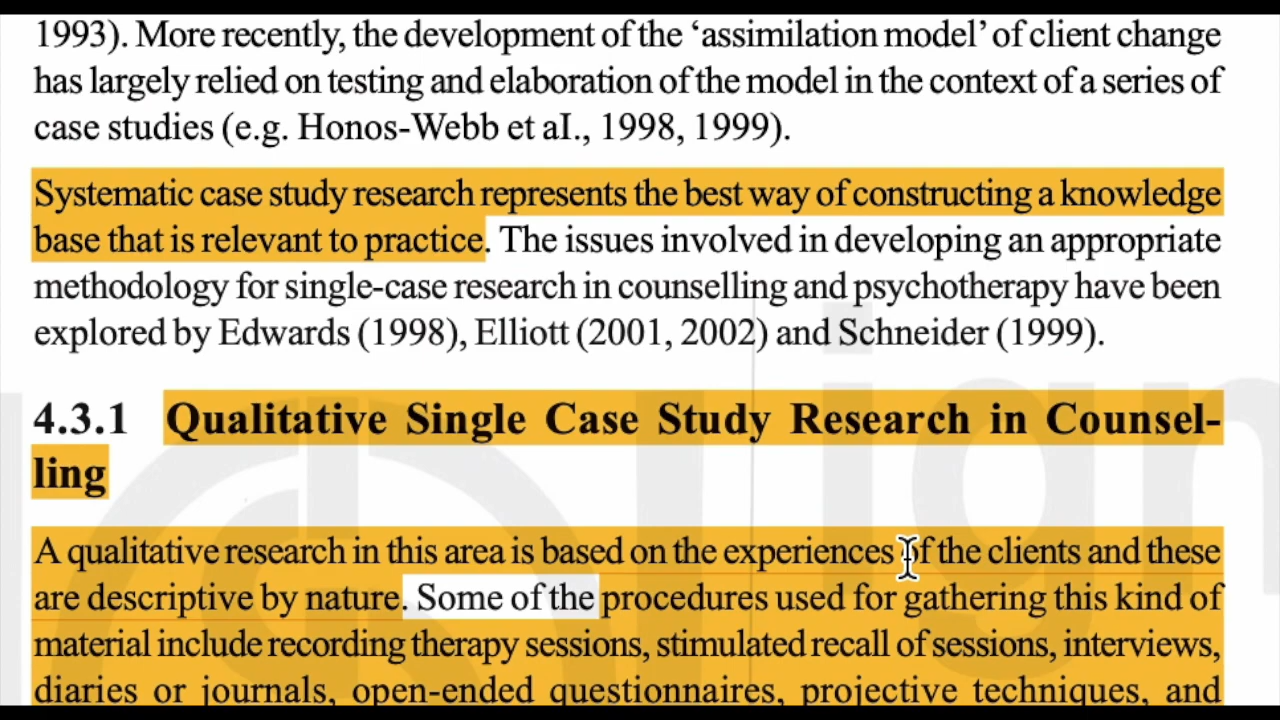 1993). More recently, the development of the ‘assimilation model’ of client change
has largely relied on testing and elaboration of the model in the context of a series of
case studies (e.g. Honos-Webb et aI., 1998, 1999).
Systematic case study research represents the best way of constructing a knowledge
base that is relevant to practice. The issues involved in developing an appropriate
methodology for single-case research in counselling and psychotherapy have been
explored by Edwards (1998), Elliott (2001, 2002) and Schneider (1999).
4.3.1 Qualitative Single Case Study Research in Counsel-
ling
A qualitative research in this area is based on the experiences of the clients and these
are descriptive by nature. Some of the procedures used for gathering this kind of
material include recording therapy sessions, stimulated recall of sessions, interviews,
diaries or journals, open-ended questionnaires, projective techniques, and